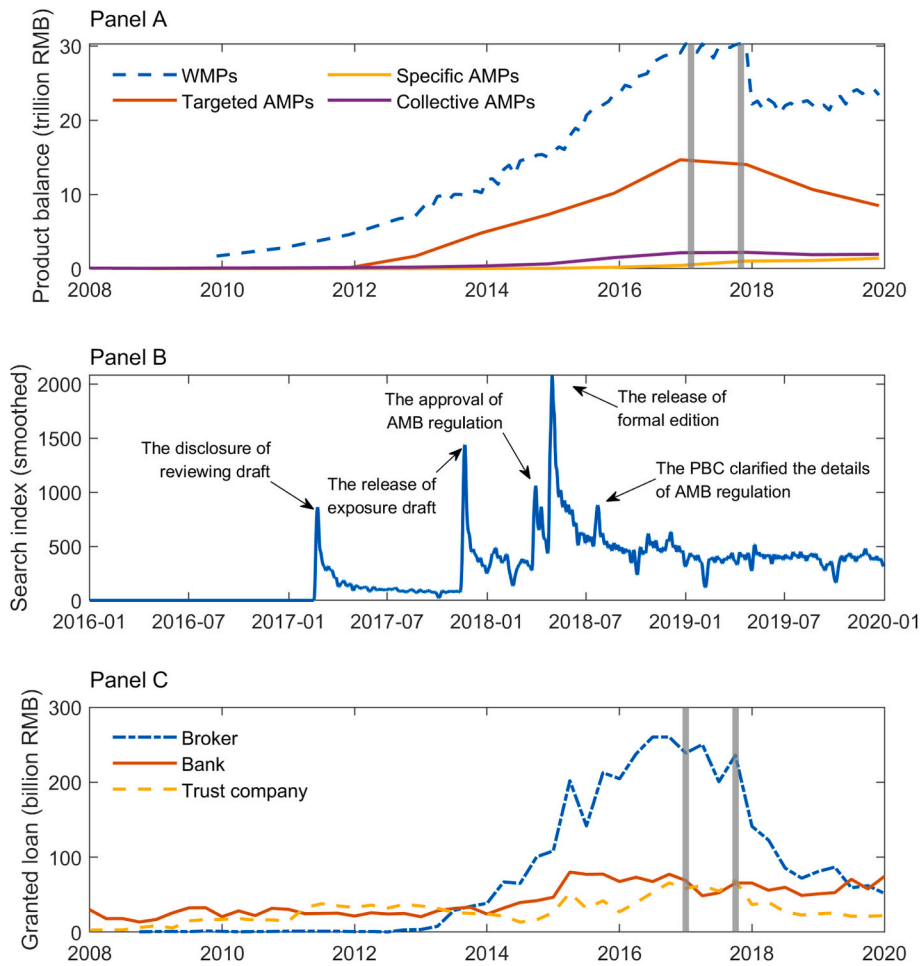 Panel A
Product balance (trillion RMB)
30
20
10
0
WMPs
Targeted AMPs
Specific AMPs
Collective AMPs
2008
2010
2012
2014
2016
2018
2020
Panel B
Search index (smoothed)
2000
1500
1000
500
0
The disclosure of
reviewing draft
The release of
exposure draft
The approval of
AMB regulation
The release of
formal edition
The PBC clarified the details
of AMB regulation
2016-01
2016-07
2017-01
2017-07
2018-01
2018-07
2019-01
2019-07
2020-01
Panel C
Granted loan (billion RMB)
300
200
100
0
Broker
Bank
Trust company
2008
2010
2012
2014
2016
2018
2020